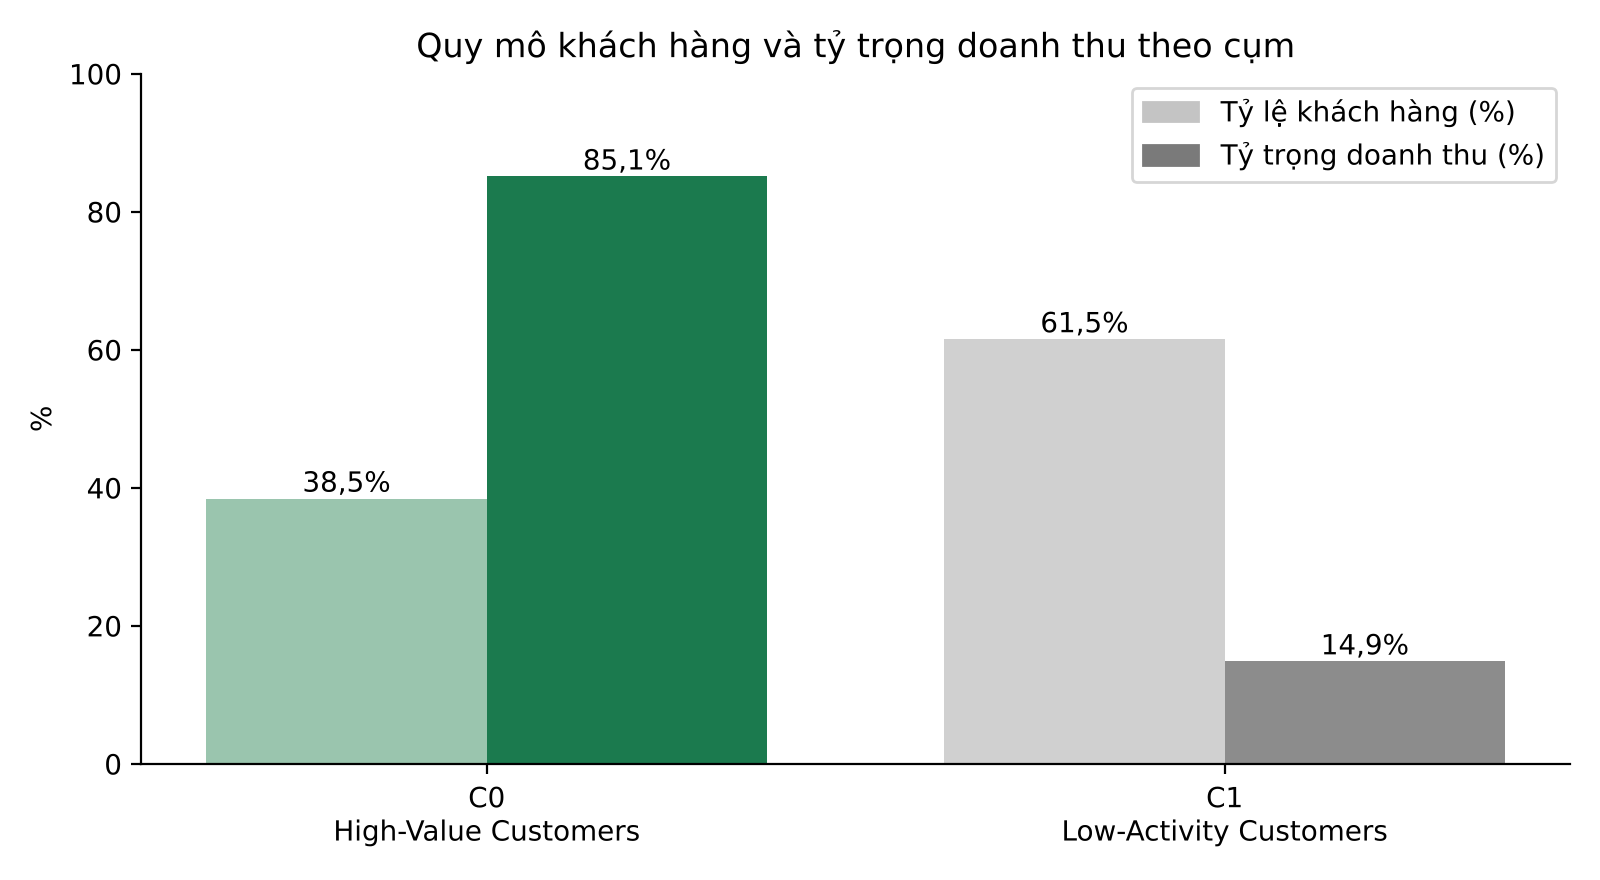 Quy mô khách hàng và tỷ trọng doanh thu theo cụm
100
80
60
40
20
0
%
Tỷ lệ khách hàng (%)
Tỷ trọng doanh thu (%)
38,5%
85,1%
61,5%
14,9%
C0
High-Value Customers
C1
Low-Activity Customers